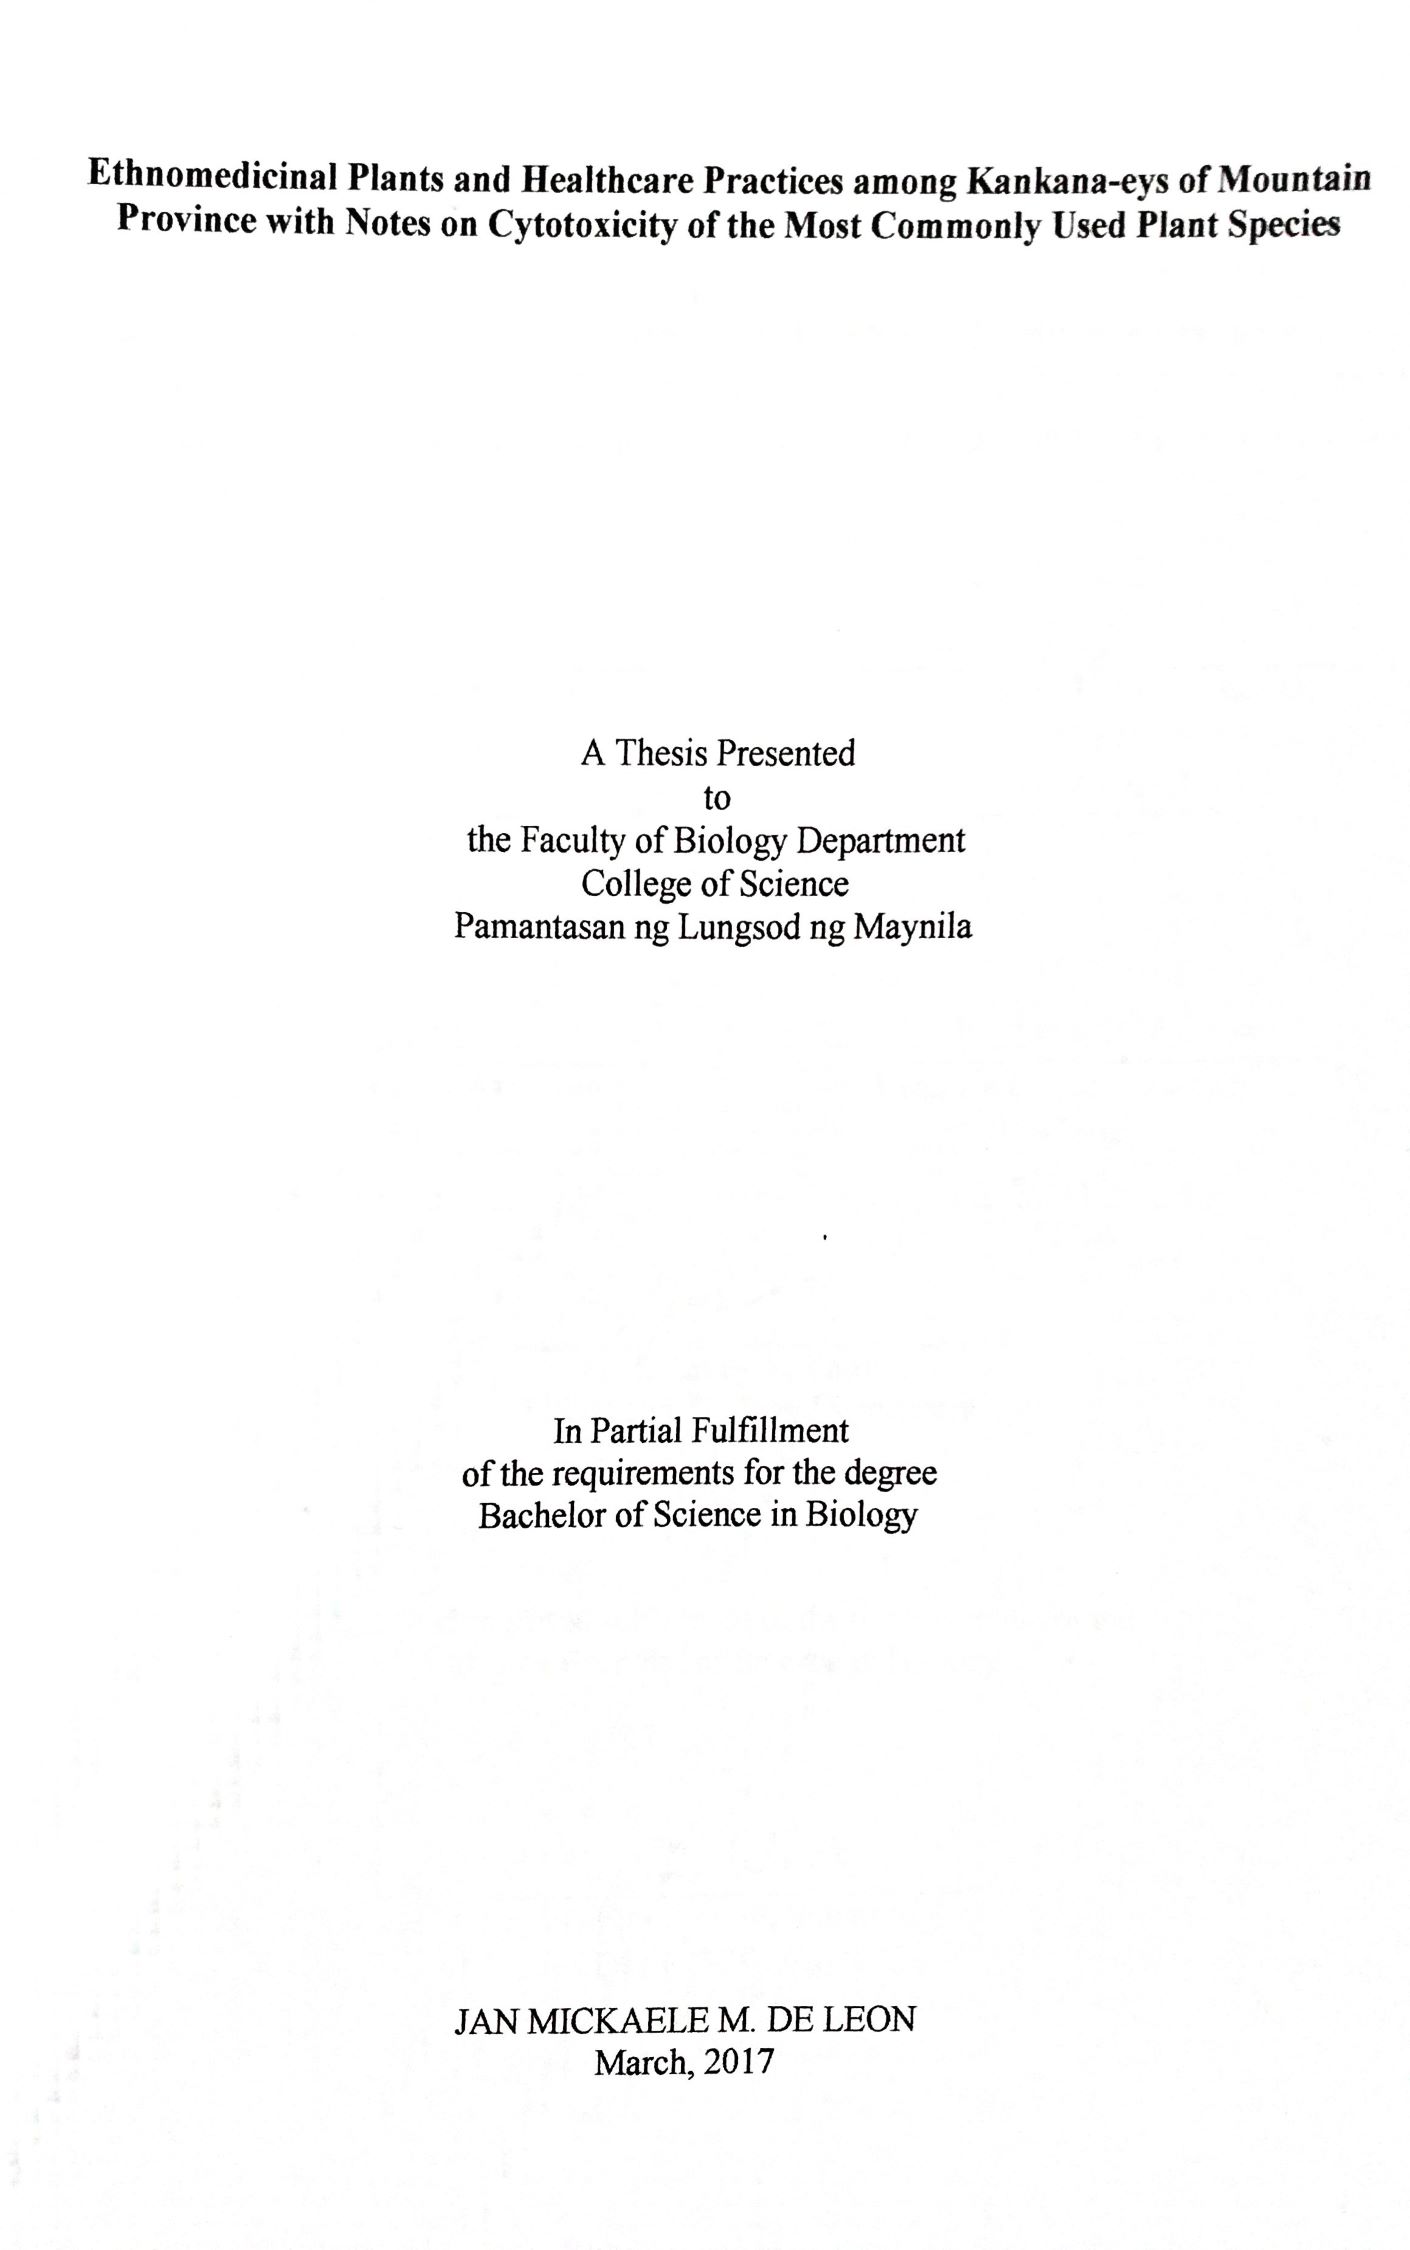 Ethnomedicinal Plants and Healthcare Practices among Kankana-eys of Mountain
Province with Notes on Cytotoxicity of the Most Commonly Used Plant Species
A Thesis Presented
to
the Faculty of Biology Department
College of Science
Pamantasan ng Lungsod ng Maynila
In Partial Fulfillment
of the requirements for the degree
Bachelor of Science in Biology
JAN MICKAELE M. DE LEON
March, 2017